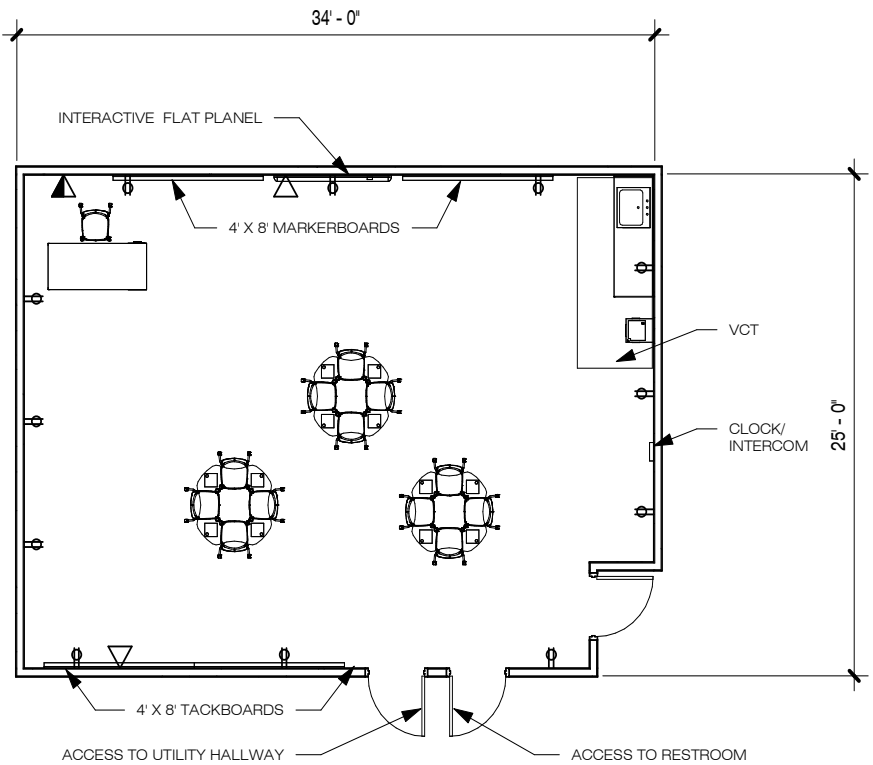 34' - 0"
INTERACTIVE FLAT PLANEL
4' X 8' MARKERBOARDS
VCT
CLOCK/
INTERCOM
25' - 0"
4' X 8' TACKBOARDS
ACCESS TO UTILITY HALLWAY
ACCESS TO RESTROOM